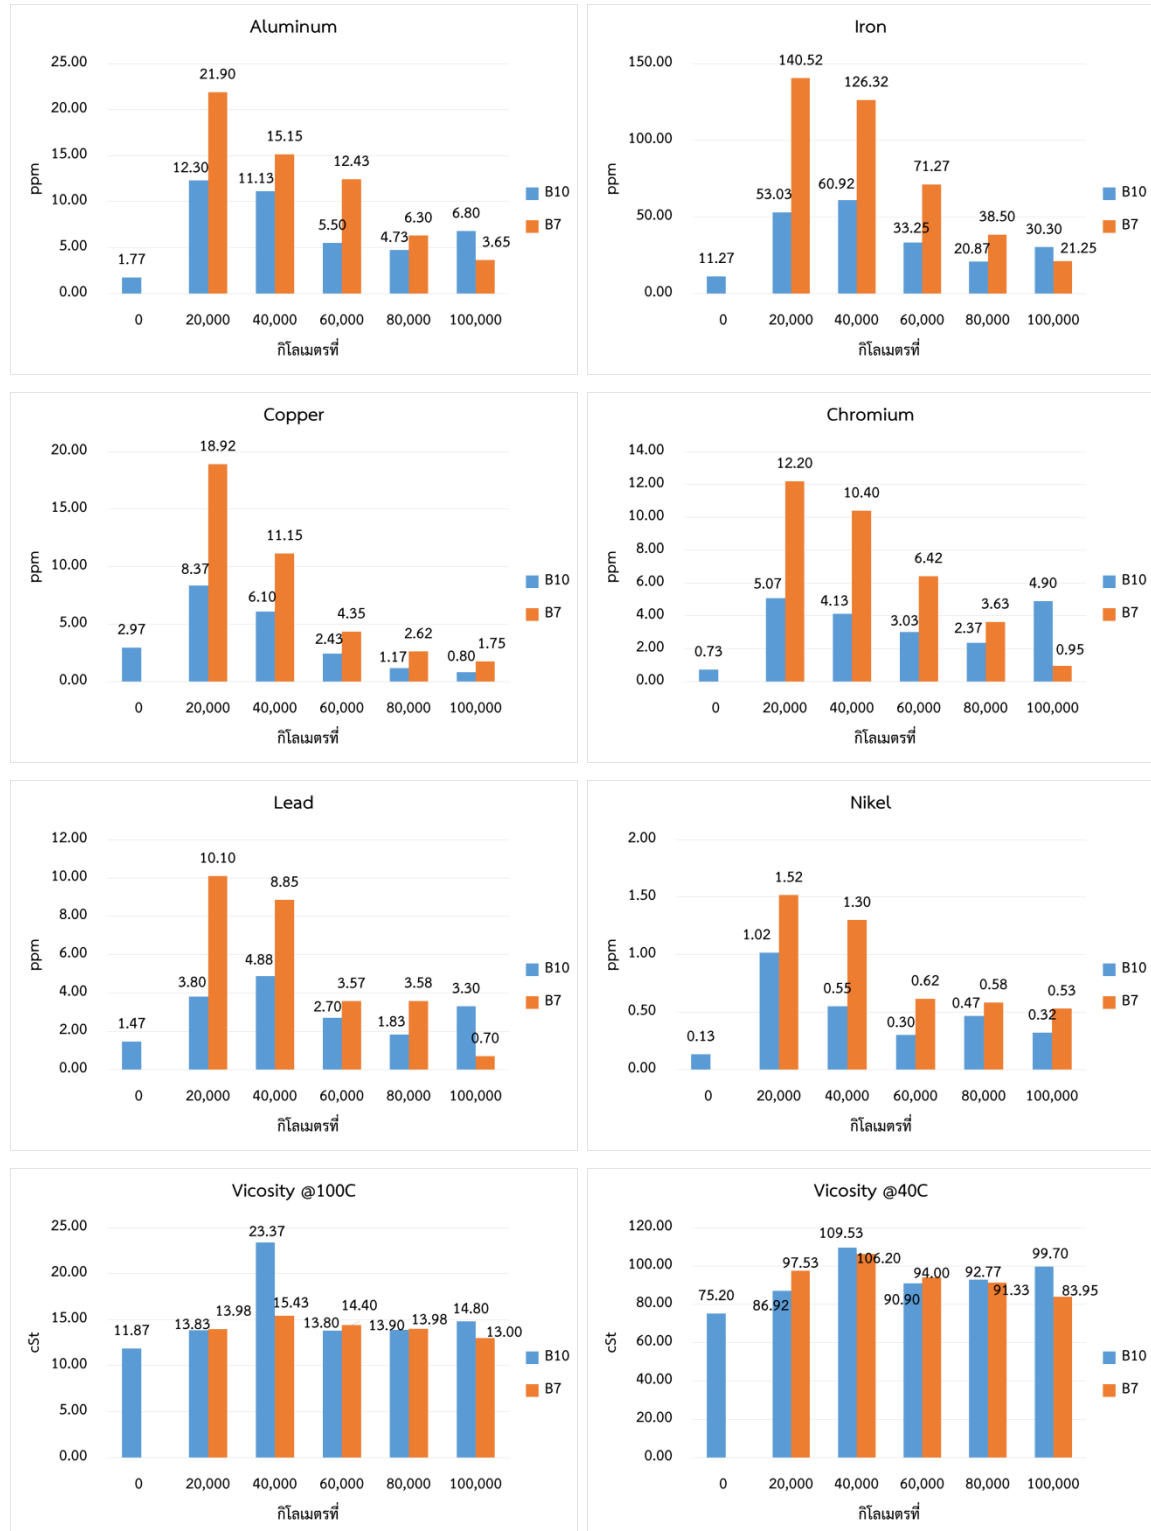 Aluminum
25.00
20.00
15.00
10.00
5.00
0.00
ppm
1.77
12.30
21.90
11.13
15.15
5.50
12.43
4.73
6.30
6.80
3.65
0 20,000 40,000 60,000 80,000 100,000
กิโลเมตรที่
B10
B7
Iron
150.00
100.00
50.00
0.00
ppm
11.27
53.03
140.52
60.92
126.32
33.25
71.27
20.87
38.50
30.30
21.25
0 20,000 40,000 60,000 80,000 100,000
กิโลเมตรที่
B10
B7
Copper
20.00
15.00
10.00
5.00
0.00
ppm
2.97
8.37
18.92
6.10
11.15
2.43
4.35
1.17
2.62
0.80
1.75
0 20,000 40,000 60,000 80,000 100,000
กิโลเมตรที่
B10
B7
Chromium
14.00
12.00
10.00
8.00
6.00
4.00
2.00
0.00
ppm
0.73
5.07
12.20
4.13
10.40
3.03
6.42
2.37
3.63
4.90
0.95
0 20,000 40,000 60,000 80,000 100,000
กิโลเมตรที่
B10
B7
Lead
12.00
10.00
8.00
6.00
4.00
2.00
0.00
ppm
1.47
3.80
10.10
4.88
8.85
2.70
3.57
1.83
3.58
3.30
0.70
0 20,000 40,000 60,000 80,000 100,000
กิโลเมตรที่
B10
B7
Nikel
2.00
1.50
1.00
0.50
0.00
ppm
0.13
1.02
1.52
0.55
1.30
0.30
0.62
0.47
0.58
0.32
0.53
0 20,000 40,000 60,000 80,000 100,000
กิโลเมตรที่
B10
B7
Vicosity @100C
25.00
20.00
15.00
10.00
5.00
0.00
cSt
11.87
13.83
13.98
23.37
15.43
13.80
14.40
13.90
13.98
14.80
13.00
0 20,000 40,000 60,000 80,000 100,000
กิโลเมตรที่
B10
B7
Vicosity @40C
120.00
100.00
80.00
60.00
40.00
20.00
0.00
cSt
75.20
86.92
97.53
109.53
106.20
90.90
94.00
92.77
91.33
99.70
83.95
0 20,000 40,000 60,000 80,000 100,000
กิโลเมตรที่
B10
B7